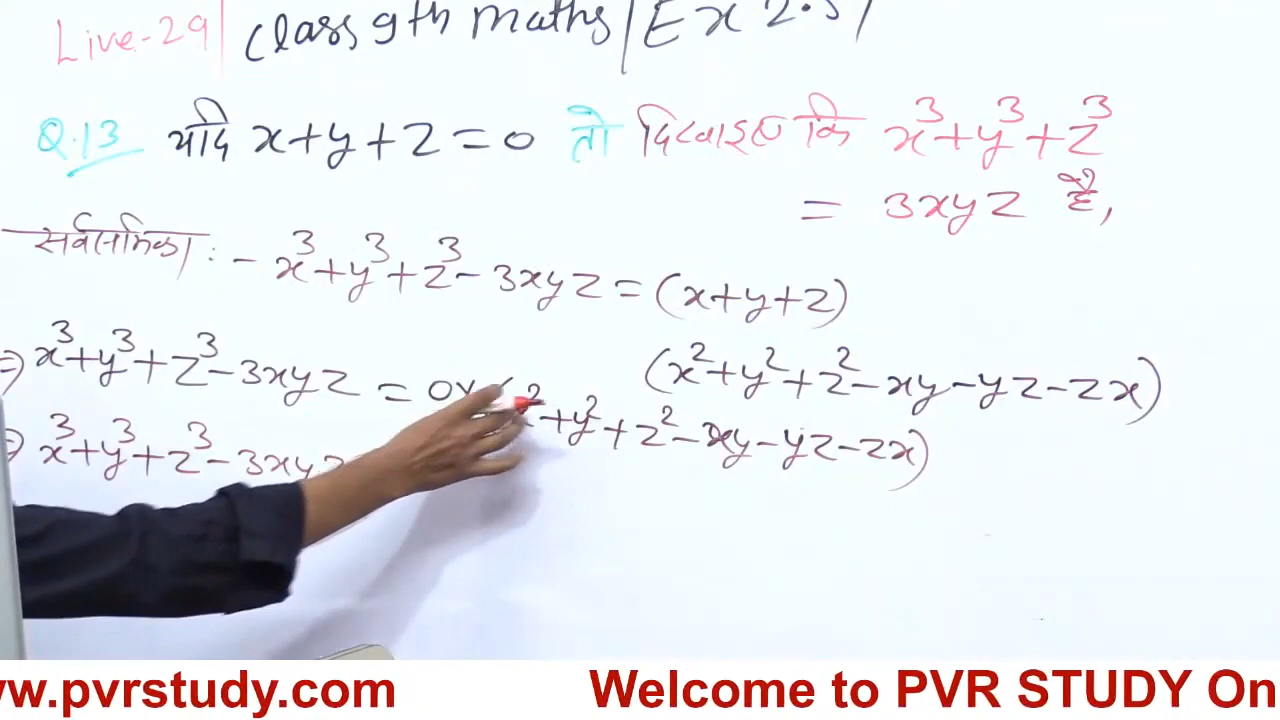 Live-29 | Class 9th maths | Ex 2.5 |
Q.13 यदि x+y+z=0 तो दिखाइए कि x³+y³+z³
= 3xyz है,
सर्वसमिका :- x³+y³+z³-3xyz = (x+y+z)
(x²+y²+z²-xy-yz-zx)
⇒ x³+y³+z³-3xyz = 0×(x²+y²+z²-xy-yz-zx)
⇒ x³+y³+z³-3xyz
www.pvrstudy.com Welcome to PVR STUDY On